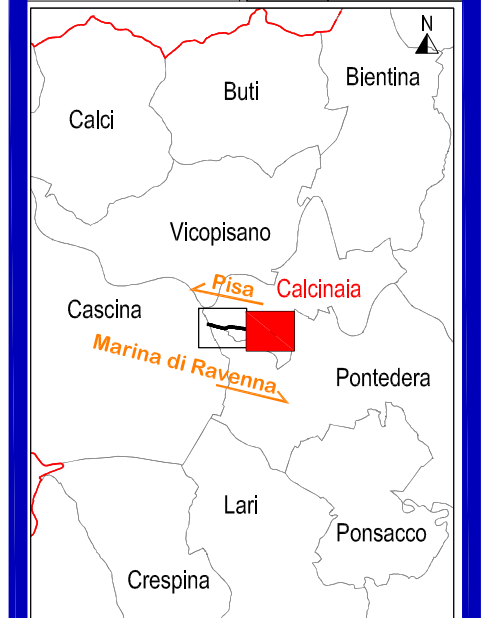 N
Bientina
Buti
Calci
Vicopisano
Pisa
Calcinaia
Cascina
Marina di Ravenna
Pontedera
Lari
Ponsacco
Crespina